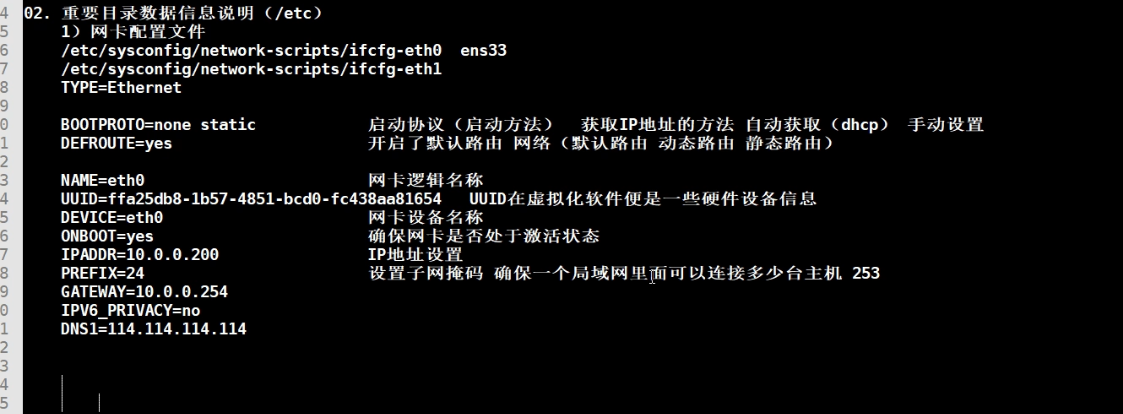 4 02. 重要目录数据信息说明（/etc）
5 1）网卡配置文件
6 /etc/sysconfig/network-scripts/ifcfg-eth0 ens33
7 /etc/sysconfig/network-scripts/ifcfg-eth1
8 TYPE=Ethernet
9
0 BOOTPROTO=none static 启动协议（启动方法） 获取IP地址的方法 自动获取（dhcp） 手动设置
1 DEFROUTE=yes 开启了默认路由 网络（默认路由 动态路由 静态路由）
2
3 NAME=eth0 网卡逻辑名称
4 UUID=ffa25db8-1b57-4851-bcd0-fc438aa81654 UUID在虚拟化软件便是一些硬件设备信息
5 DEVICE=eth0 网卡设备名称
6 ONBOOT=yes 确保网卡是否处于激活状态
7 IPADDR=10.0.0.200 IP地址设置
8 PREFIX=24 设置子网掩码 确保一个局域网里面可以连接多少台主机 253
9 GATEWAY=10.0.0.254
0 IPV6_PRIVACY=no
1 DNS1=114.114.114.114
2
3
4
5